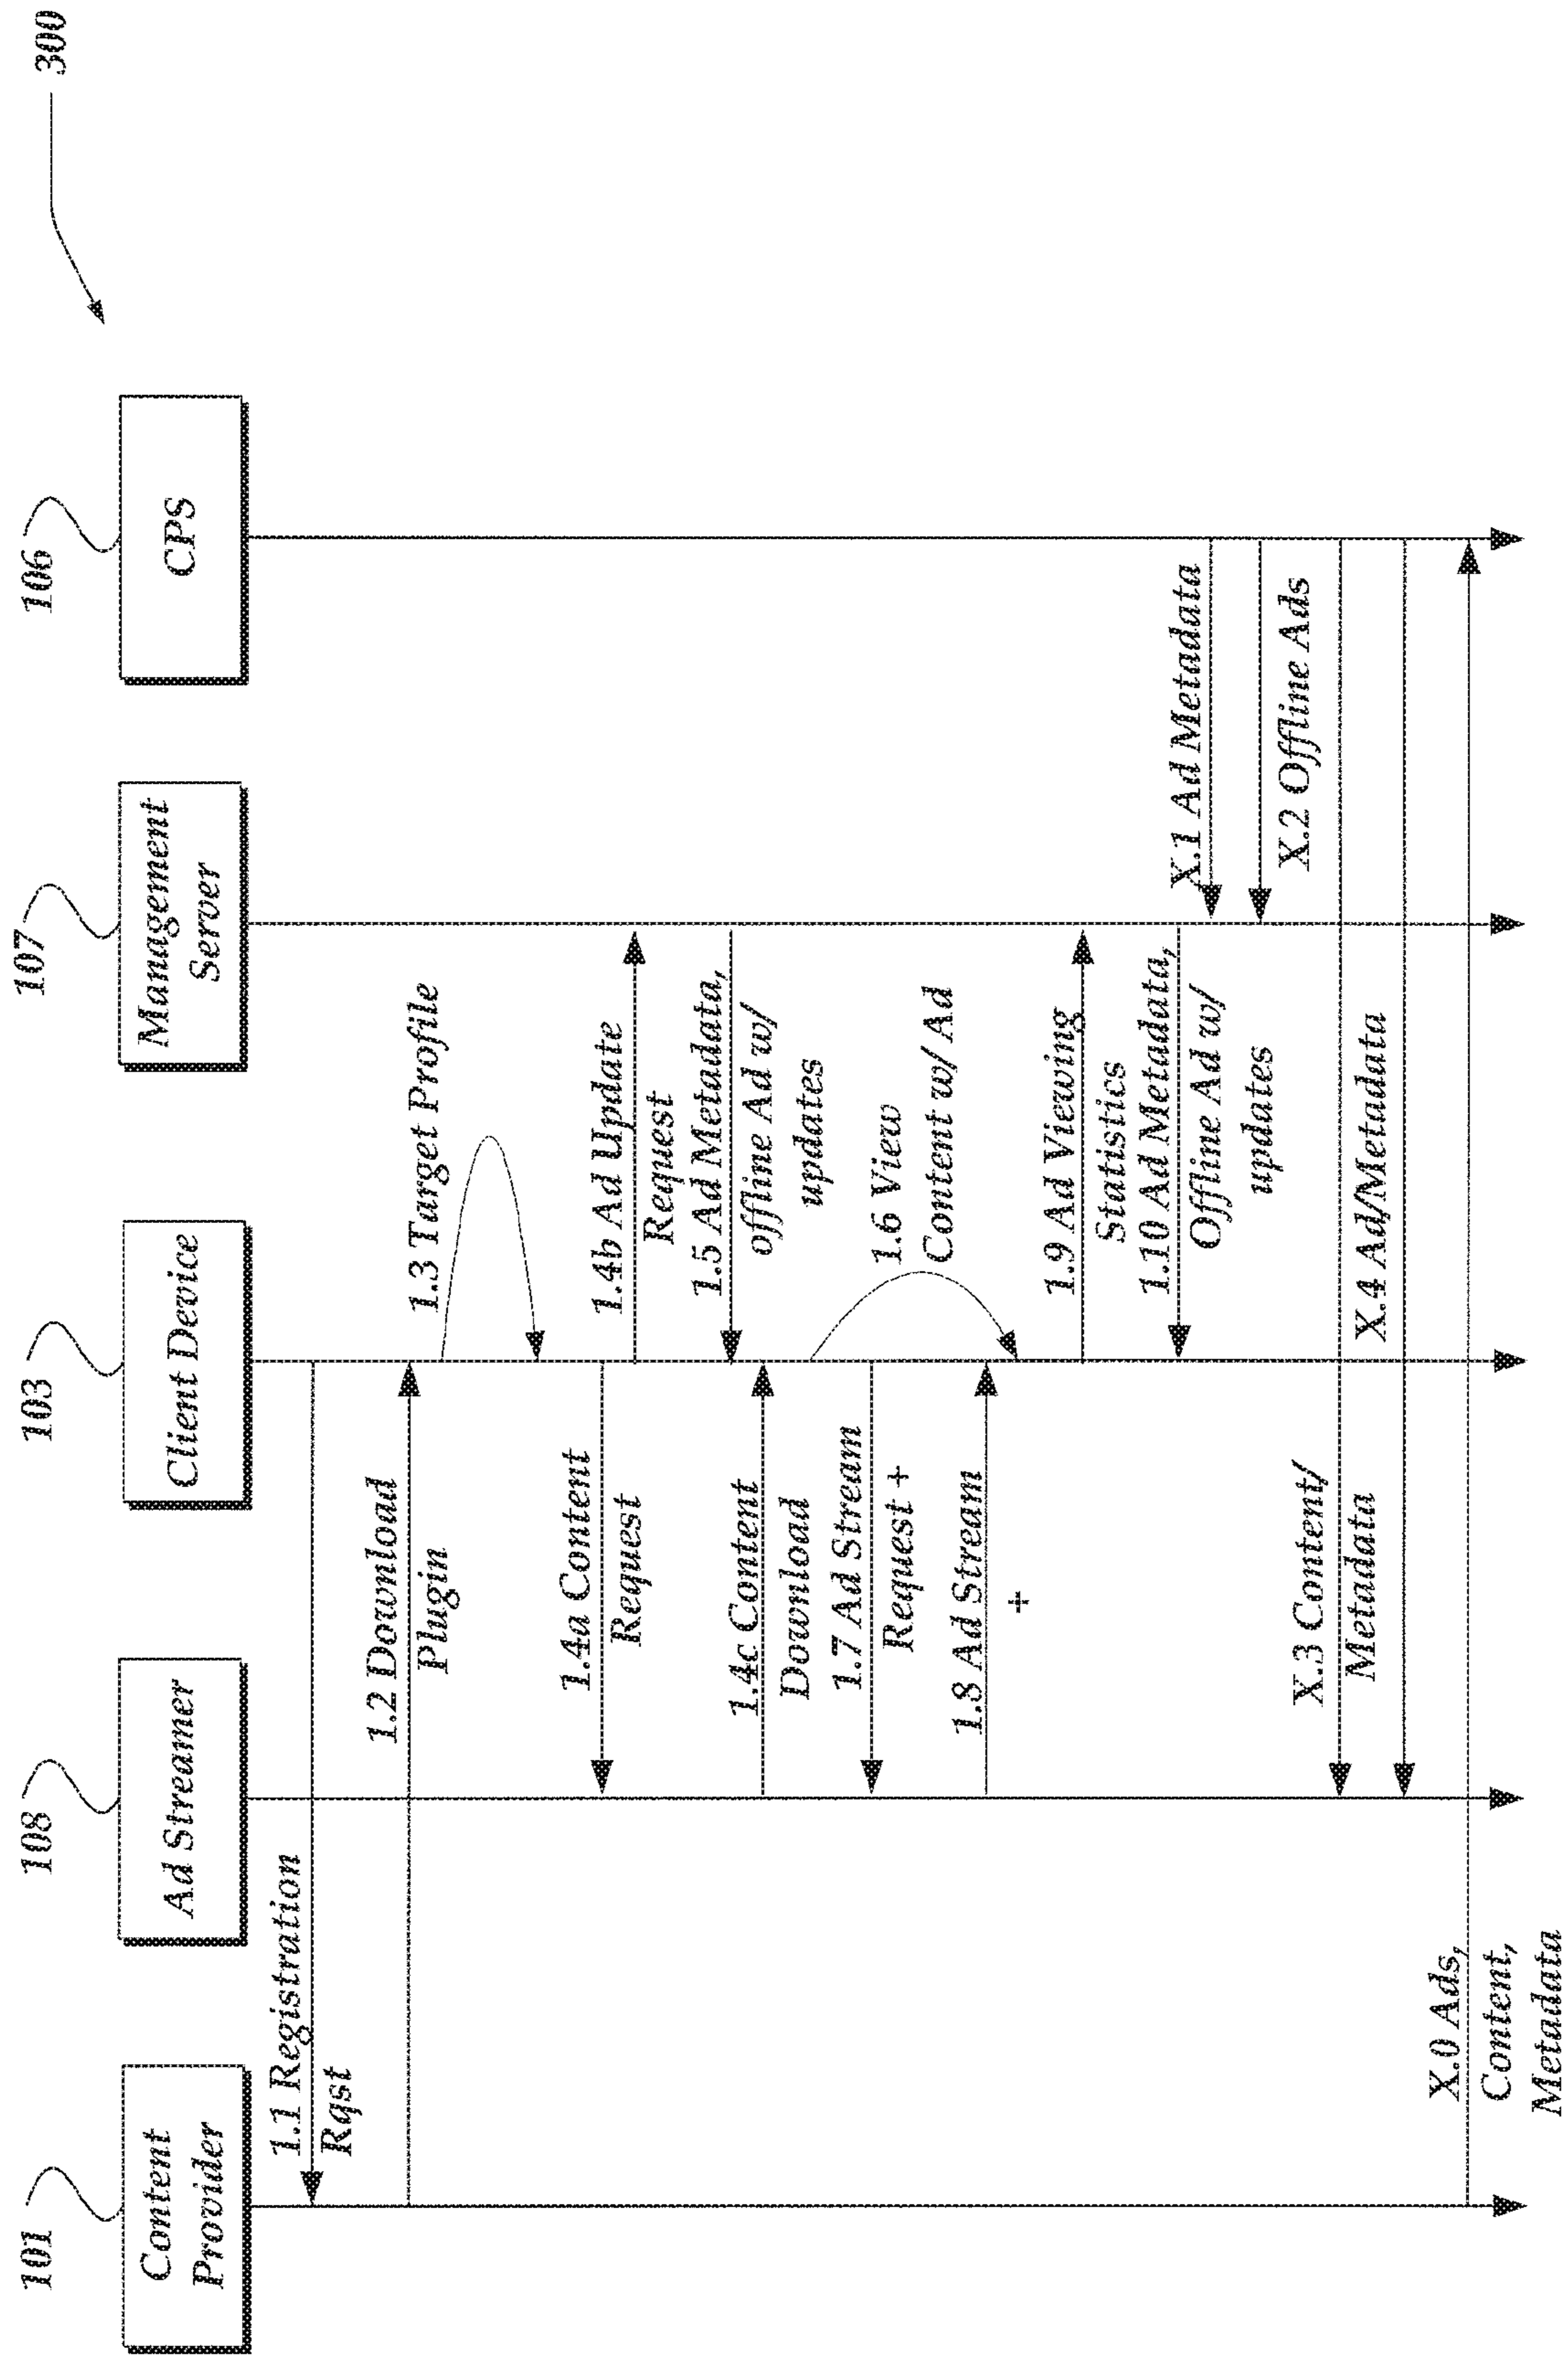 300
101
108
103
107
106
Content
Provider
Ad Streamer
Client Device
Management
Server
CPS
1.1 Registration
Rqst
1.2 Download
Plugin
1.3 Target Profile
1.4a Content
Request
1.4b Ad Update
Request
1.5 Ad Metadata,
offline Ad w/
updates
1.4c Content
Download
1.6 View
Content w/ Ad
1.7 Ad Stream
Request +
1.8 Ad Stream
+
1.9 Ad Viewing
Statistics
1.10 Ad Metadata,
Offline Ad w/
updates
X.1 Ad Metadata
X.2 Offline Ads
X.3 Content/
Metadata
X.4 Ad/Metadata
X.0 Ads,
Content,
Metadata